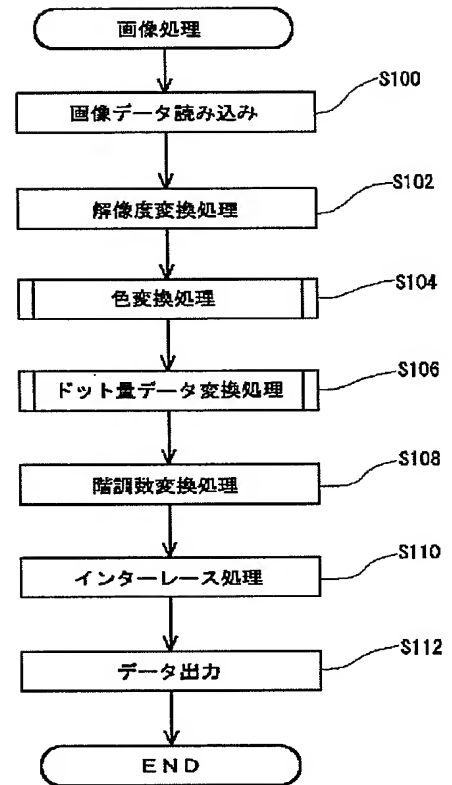 画像処理
S100
画像データ読み込み
S102
解像度変換処理
S104
色変換処理
S106
ドット量データ変換処理
S108
階調数変換処理
S110
インターレース処理
S112
データ出力
END